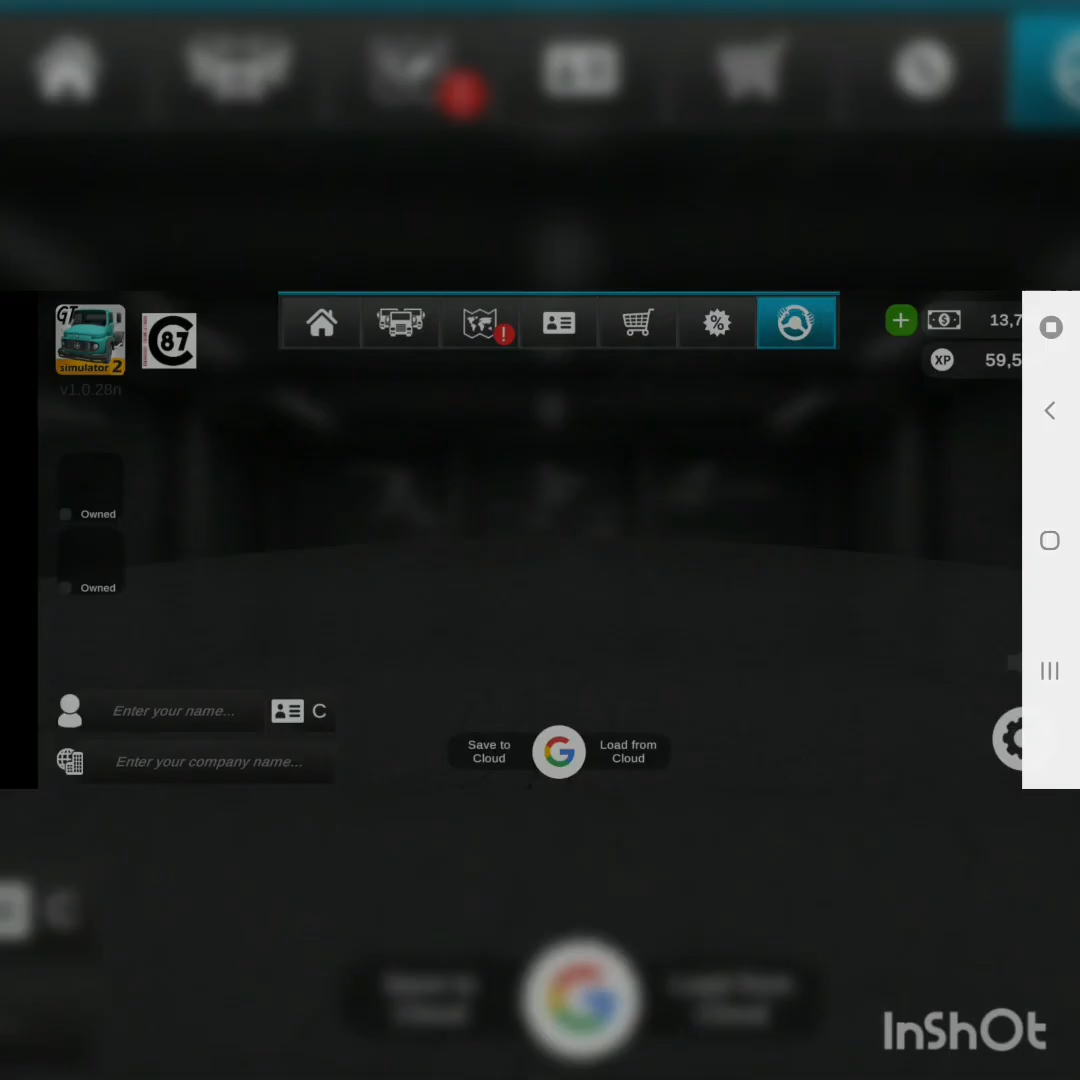 GT
simulator 2
C87
v1.0.28n
!
%
+
$
13,7
XP
59,5
Owned
Owned
Enter your name...
C
Enter your company name...
Save to
Cloud
G
Load from
Cloud
InShOt